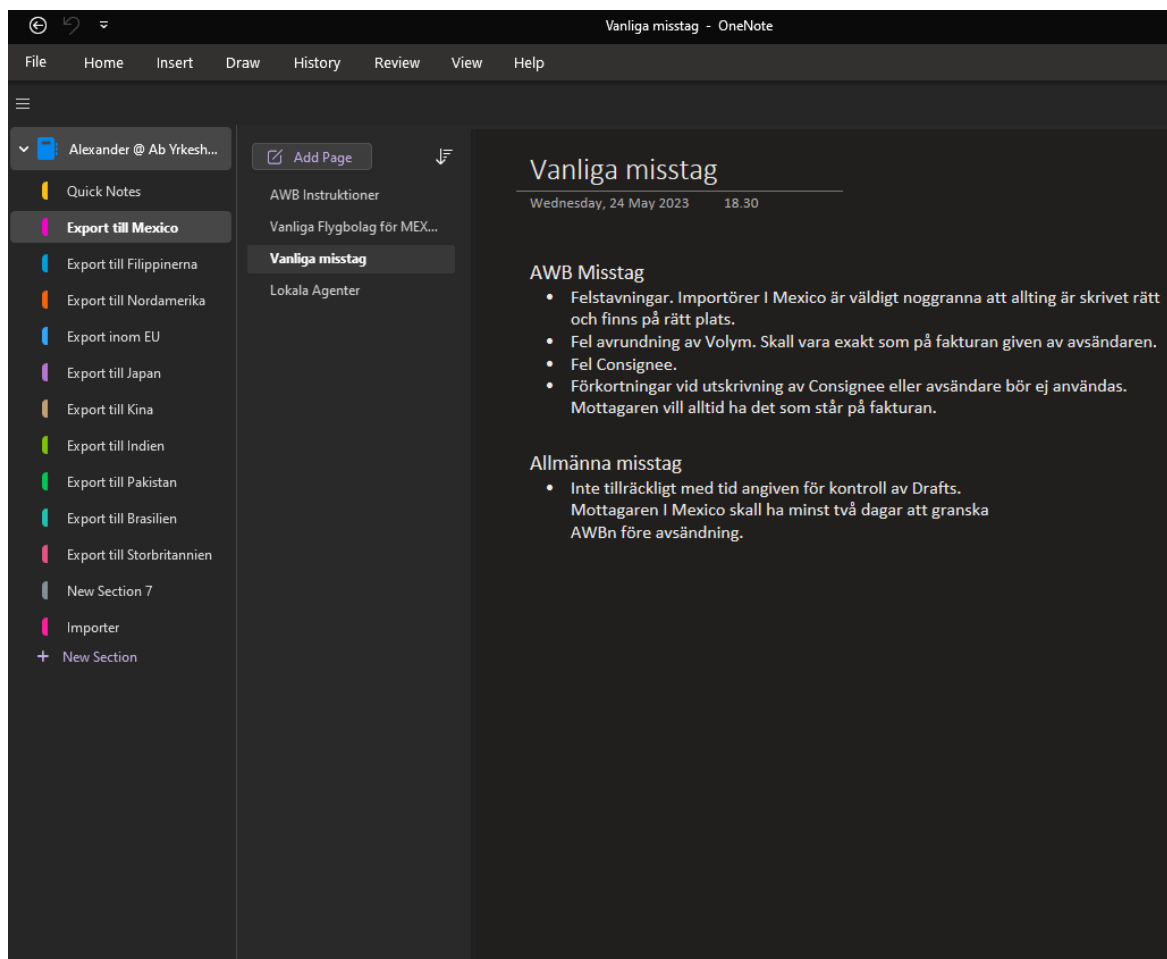 Vanliga misstag - OneNote
File Home Insert Draw History Review View Help
Alexander @ Ab Yrkesh...
Quick Notes
Export till Mexico
Export till Filippinerna
Export till Nordamerika
Export inom EU
Export till Japan
Export till Kina
Export till Indien
Export till Pakistan
Export till Brasilien
Export till Storbritannien
New Section 7
Importer
+ New Section
Add Page
AWB Instruktioner
Vanliga Flygbolag för MEX...
Vanliga misstag
Lokala Agenter
Vanliga misstag
Wednesday, 24 May 2023 18.30
AWB Misstag
• Felstavningar. Importörer I Mexico är väldigt noggranna att allting är skrivet rätt
och finns på rätt plats.
• Fel avrundning av Volym. Skall vara exakt som på fakturan given av avsändaren.
• Fel Consignee.
• Förkortningar vid utskrivning av Consignee eller avsändare bör ej användas.
Mottagaren vill alltid ha det som står på fakturan.
Allmänna misstag
• Inte tillräckligt med tid angiven för kontroll av Drafts.
Mottagaren I Mexico skall ha minst två dagar att granska
AWBn före avsändning.